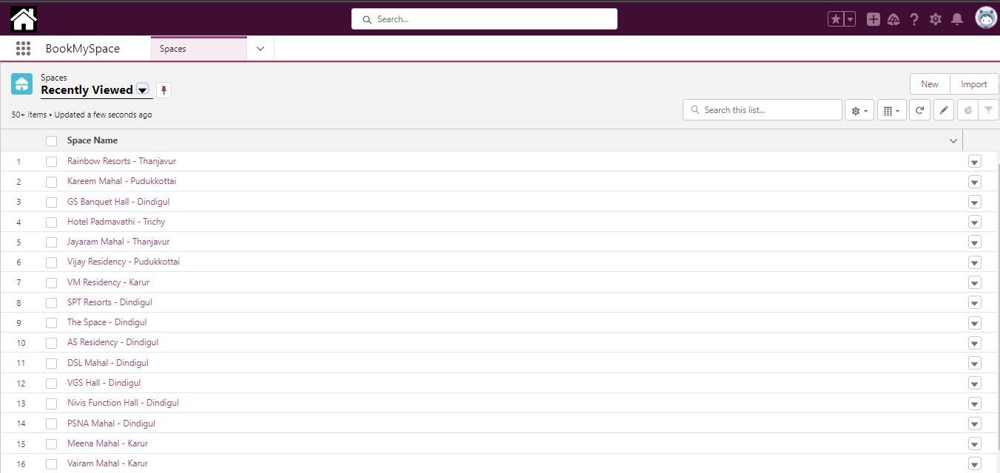 Search...
BookMySpace
Spaces
Spaces
Recently Viewed
New
Import
50+ items • Updated a few seconds ago
Search this list...
Space Name
1 Rainbow Resorts - Thanjavur
2 Kareem Mahal - Pudukkottai
3 GS Banquet Hall - Dindigul
4 Hotel Padmavathi - Trichy
5 Jayaram Mahal - Thanjavur
6 Vijay Residency - Pudukkottai
7 VM Residency - Karur
8 SPT Resorts - Dindigul
9 The Space - Dindigul
10 AS Residency - Dindigul
11 DSL Mahal - Dindigul
12 VGS Hall - Dindigul
13 Nivis Function Hall - Dindigul
14 PSNA Mahal - Dindigul
15 Meena Mahal - Karur
16 Vairam Mahal - Karur